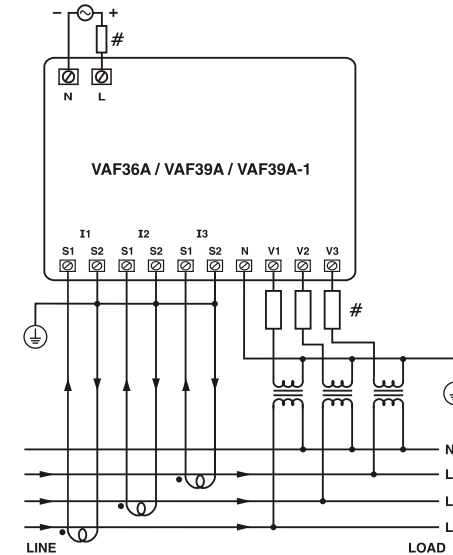 − +
#
N L
VAF36A / VAF39A / VAF39A-1
I1 I2 I3
S1 S2 S1 S2 S1 S2 N V1 V2 V3
#
N
L
L
L
LINE LOAD